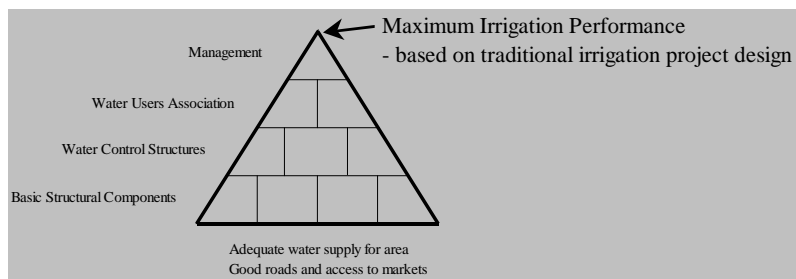 Maximum Irrigation Performance
- based on traditional irrigation project design
Management
Water Users Association
Water Control Structures
Basic Structural Components
Adequate water supply for area
Good roads and access to markets